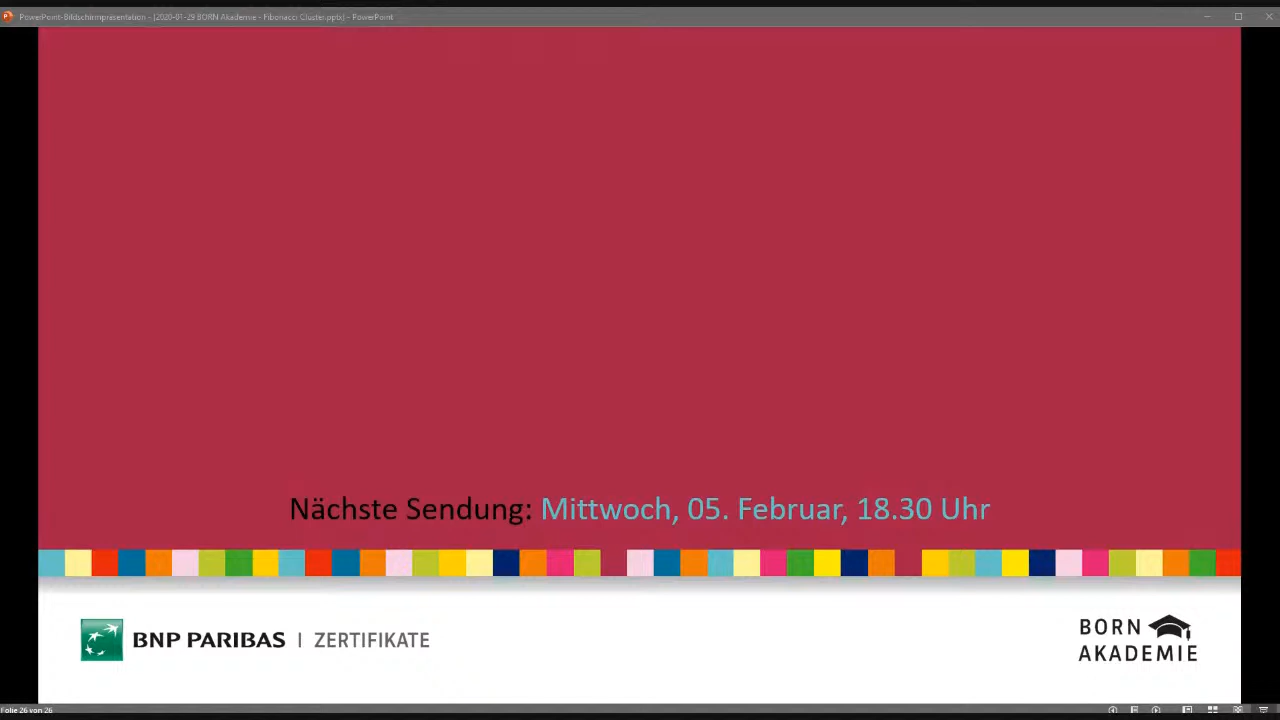 PowerPoint-Bildschirmpräsentation - [2020-01-29 BORN Akademie - Fibonacci Cluster.pptx] - PowerPoint
Nächste Sendung: Mittwoch, 05. Februar, 18.30 Uhr
BNP PARIBAS | ZERTIFIKATE
BORN
AKADEMIE
Folie 26 von 26